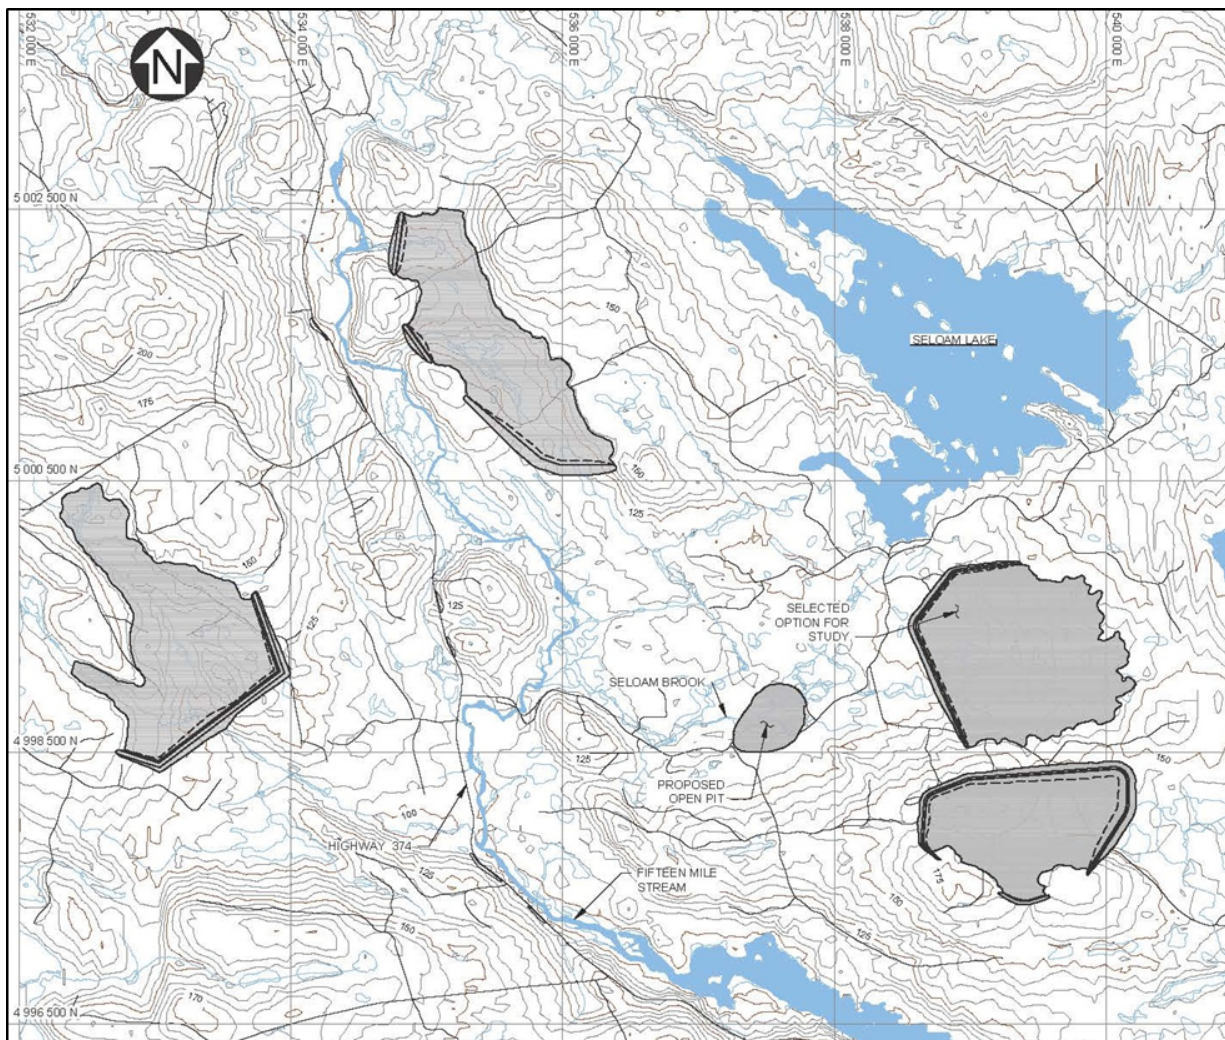 532 000 E
534 000 E
536 000 E
538 000 E
540 000 E
N
5 002 500 N
150
SELOAM LAKE
200
175
5 000 500 N
150
125
150
125
125
SELECTED
OPTION FOR
STUDY
SELOAM BROOK
4 998 500 N
125
150
PROPOSED
OPEN PIT
100
HIGHWAY 374
125
FIFTEEN MILE
STREAM
175
150
125
150
170
4 996 500 N